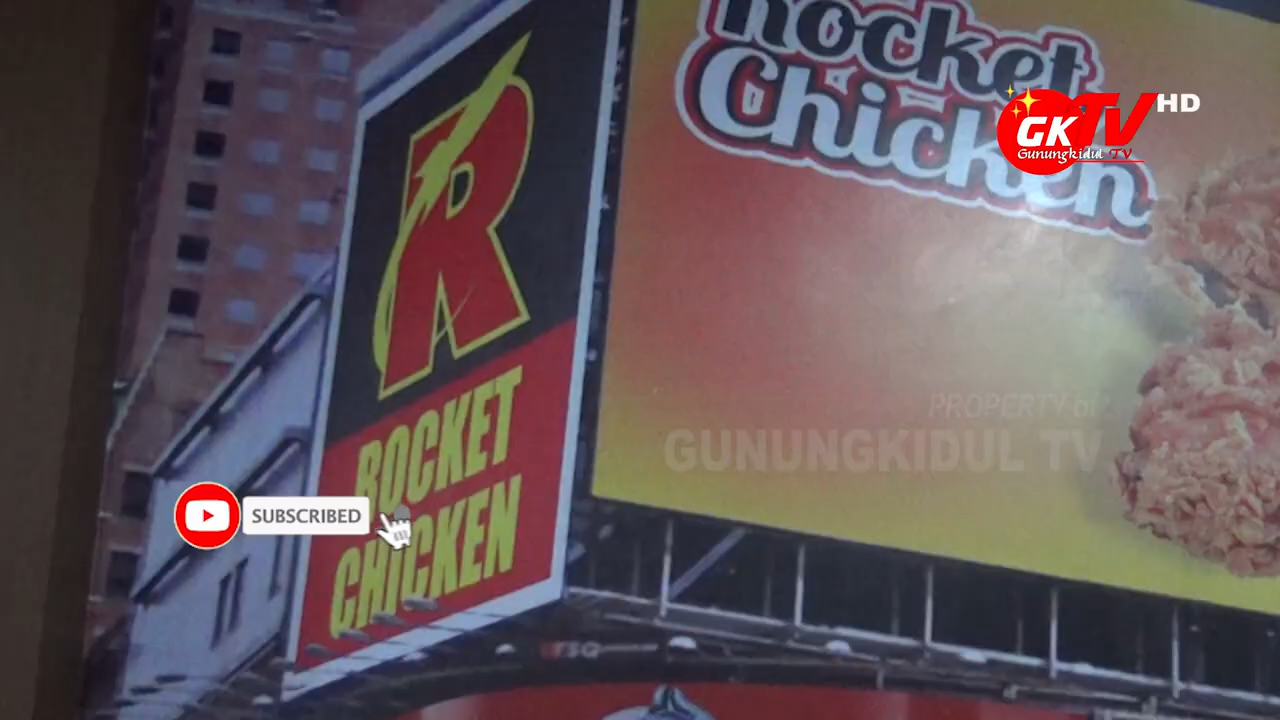 Rocket
Chicken
GKTV HD
Gunungkidul TV
R
ROCKET
CHICKEN
PROPERTY of
GUNUNGKIDUL TV
SUBSCRIBED